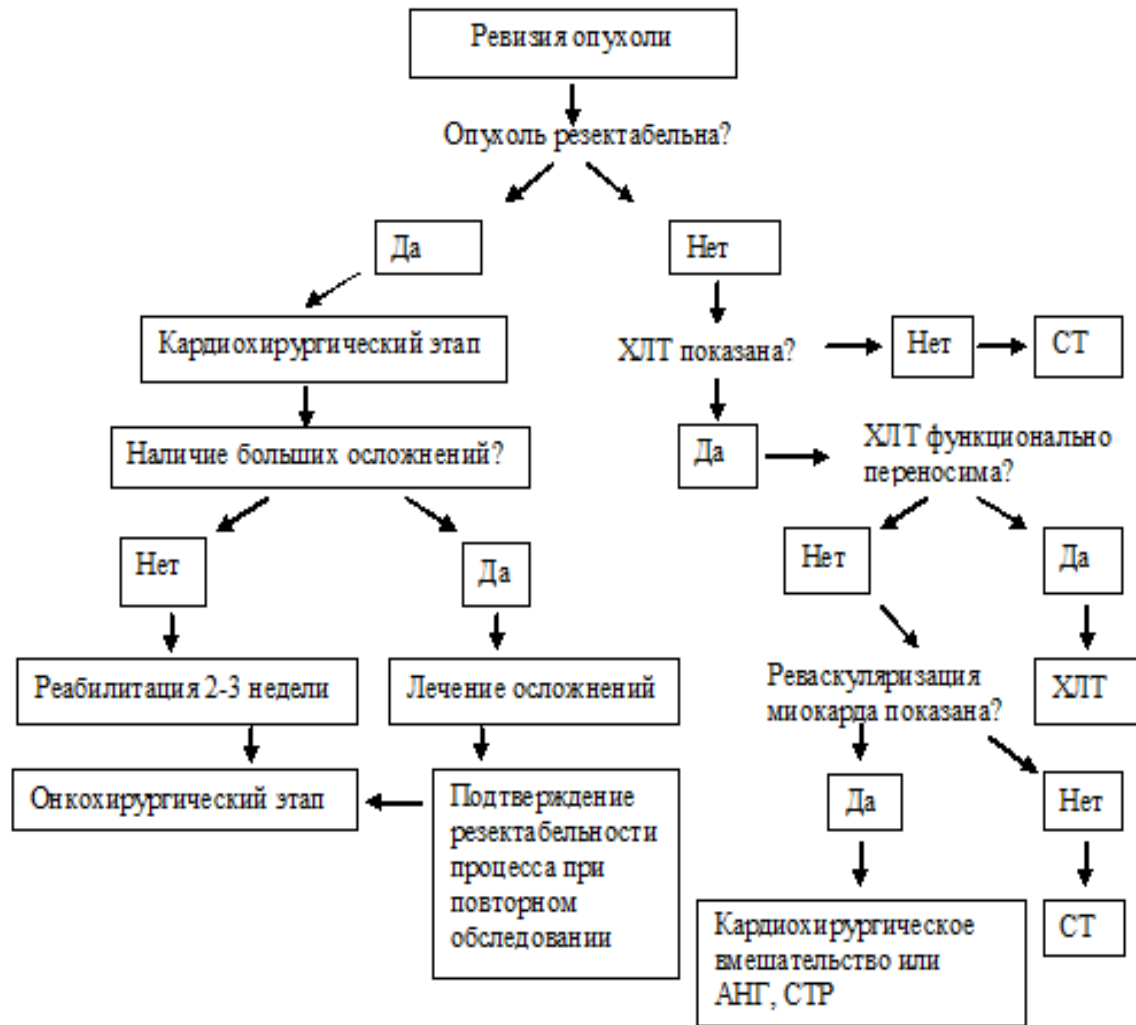 Ревизия опухоли
Опухоль резектабельна?
Да
Нет
Кардиохирургический этап
ХЛТ показана?
Нет
СТ
Наличие больших осложнений?
Да
ХЛТ функционально
переносима?
Нет
Да
Нет
Да
Реабилитация 2-3 недели
Лечение осложнений
Реваскуляризация
миокарда показана?
ХЛТ
Онкохирургический этап
Подтверждение
резектабельности
процесса при
повторном
обследовании
Да
Нет
Кардиохирургическое
вмешательство или
АНГ, СТР
СТ